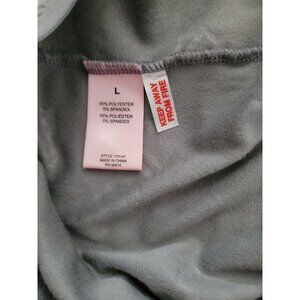 L
95% POLYESTER
5% SPANDEX
95% POLIÉSTER
5% SPANDEX
MADE IN CHINA
KEEP AWAY
FROM FIRE